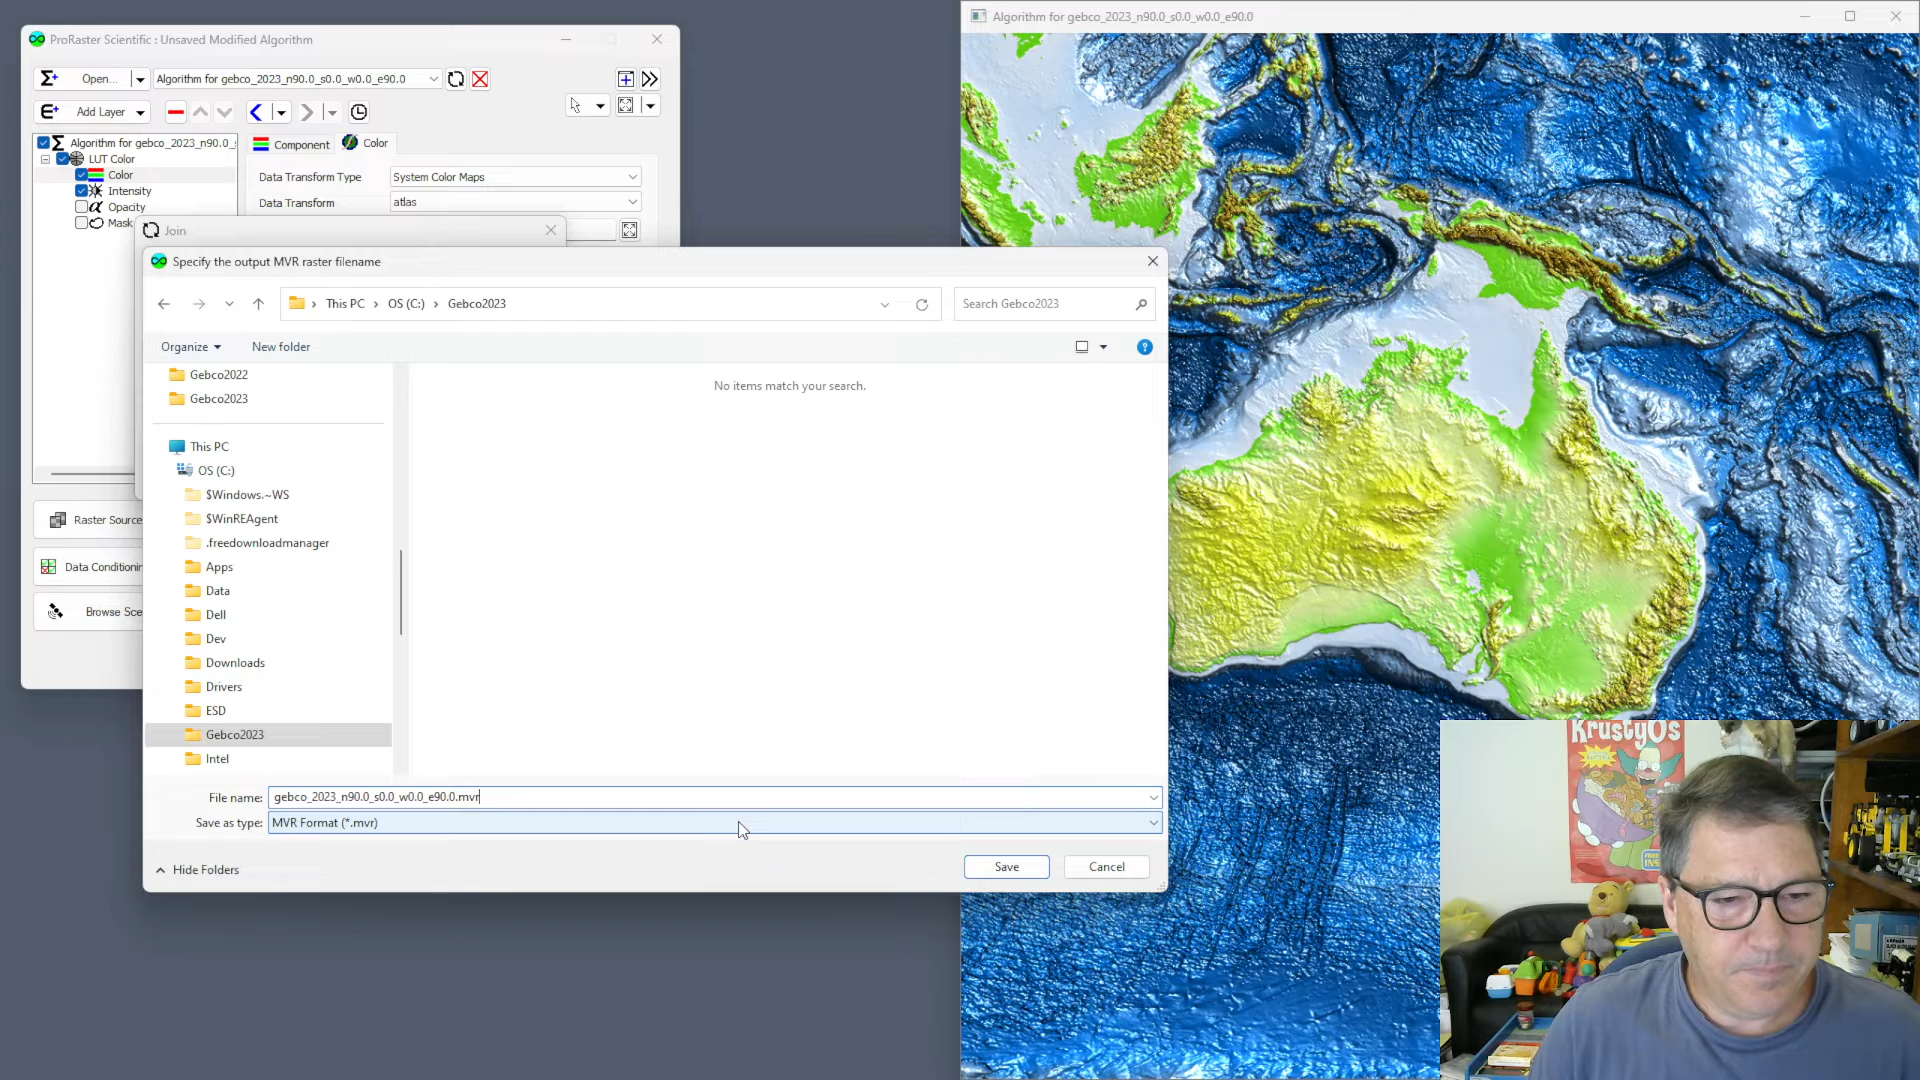 ProRaster Scientific : Unsaved Modified Algorithm
Algorithm for gebco_2023_n90.0_s0.0_w0.0_e90.0
Open...
Algorithm for gebco_2023_n90.0_s0.0_w0.0_e90.0
Add Layer
Algorithm for gebco_2023_n90.0_
LUT Color
Color
Intensity
Opacity
Mask
Component
Color
Data Transform Type
System Color Maps
Data Transform
atlas
Join
Specify the output MVR raster filename
This PC
OS (C:)
Gebco2023
Search Gebco2023
Organize
New folder
Gebco2022
Gebco2023
This PC
OS (C:)
$Windows.~WS
$WinREAgent
.freedownloadmanager
Apps
Data
Dell
Dev
Downloads
Drivers
ESD
Gebco2023
Intel
No items match your search.
Raster Source
Data Conditionin
Browse Sce
File name:
gebco_2023_n90.0_s0.0_w0.0_e90.0.mvr
Save as type:
MVR Format (*.mvr)
Hide Folders
Save
Cancel
KrustyO's